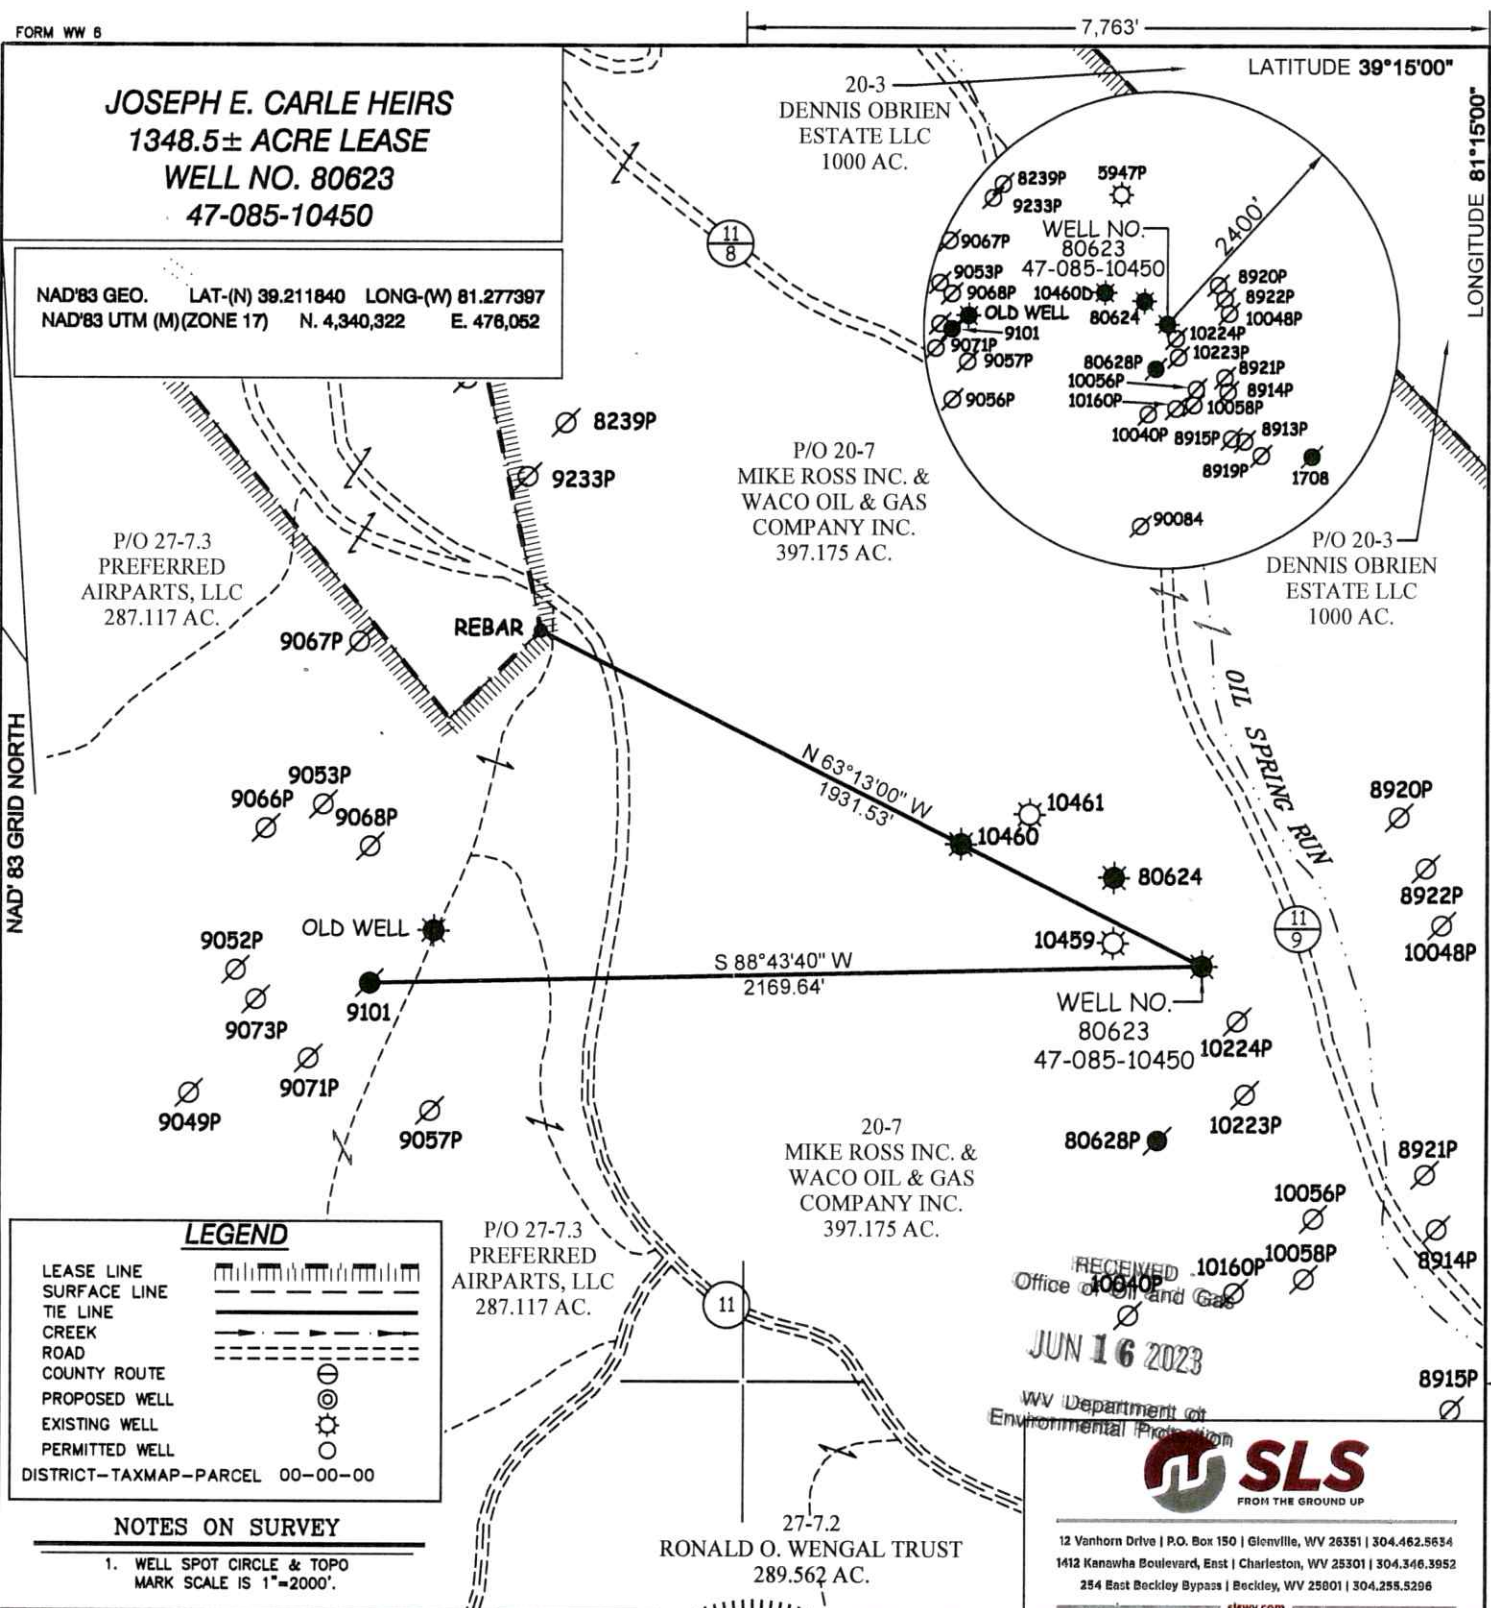 FORM WW 6
7,763'
LATITUDE 39°15'00"
LONGITUDE 81°15'00"
JOSEPH E. CARLE HEIRS
1348.5± ACRE LEASE
WELL NO. 80623
47-085-10450
NAD'83 GEO. LAT-(N) 39.211840 LONG-(W) 81.277397
NAD'83 UTM (M)(ZONE 17) N. 4,340,322 E. 476,052
20-3
DENNIS OBRIEN
ESTATE LLC
1000 AC.
11
8
8239P
9233P
5947P
9067P
WELL NO.
80623
47-085-10450
2400'
9053P
9068P
10460D
OLD WELL
80624
9101
9071P
9057P
9056P
8920P
8922P
10048P
10224P
10223P
80628P
8921P
10056P
8914P
10160P
10058P
10040P
8915P
8913P
8919P
1708
90084
8239P
9233P
P/O 20-7
MIKE ROSS INC. &
WACO OIL & GAS
COMPANY INC.
397.175 AC.
P/O 20-3
DENNIS OBRIEN
ESTATE LLC
1000 AC.
P/O 27-7.3
PREFERRED
AIRPARTS, LLC
287.117 AC.
REBAR
9067P
NAD'83 GRID NORTH
OIL SPRING RUN
N 63°13'00" W
1931.53'
9053P
9066P
9068P
10461
10460
80624
8920P
8922P
10048P
OLD WELL
10459
11
9
9052P
S 88°43'40" W
2169.64'
9101
9073P
WELL NO.
80623
47-085-10450
10224P
9071P
9049P
9057P
10223P
80628P
20-7
MIKE ROSS INC. &
WACO OIL & GAS
COMPANY INC.
397.175 AC.
8921P
10056P
8914P
10058P
10160P
10040P
8915P
P/O 27-7.3
PREFERRED
AIRPARTS, LLC
287.117 AC.
11
RECEIVED
Office of Oil and Gas
JUN 16 2023
WV Department of
Environmental Protection
LEGEND
LEASE LINE
SURFACE LINE
TIE LINE
CREEK
ROAD
COUNTY ROUTE
PROPOSED WELL
EXISTING WELL
PERMITTED WELL
DISTRICT-TAXMAP-PARCEL 00-00-00
NOTES ON SURVEY
1. WELL SPOT CIRCLE & TOPO
MARK SCALE IS 1"=2000'.
27-7.2
RONALD O. WENGAL TRUST
289.562 AC.
SLS
FROM THE GROUND UP
12 Vanhorn Drive | P.O. Box 150 | Glenville, WV 26351 | 304.462.5634
1412 Kanawha Boulevard, East | Charleston, WV 25301 | 304.346.3952
254 East Beckley Bypass | Beckley, WV 25801 | 304.255.5296
slswv.com